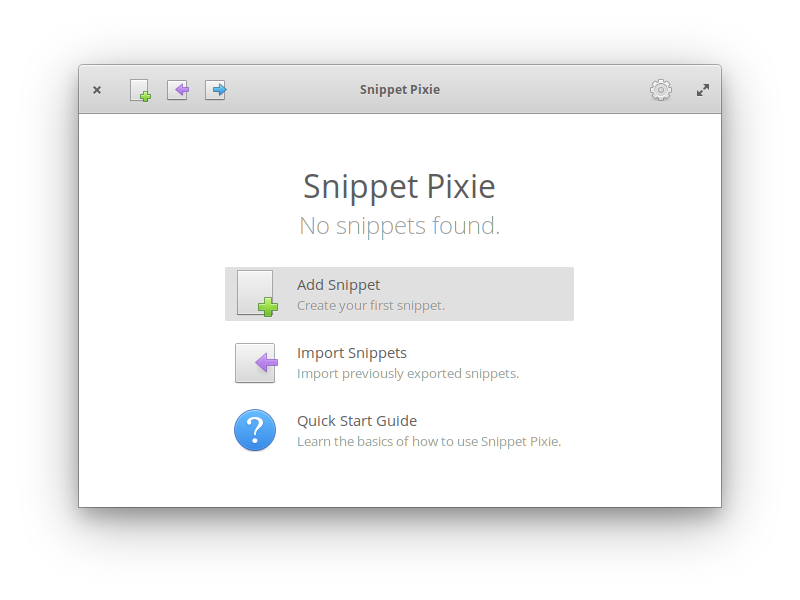 Snippet Pixie
Snippet Pixie
No snippets found.
Add Snippet
Create your first snippet.
Import Snippets
Import previously exported snippets.
?
Quick Start Guide
Learn the basics of how to use Snippet Pixie.